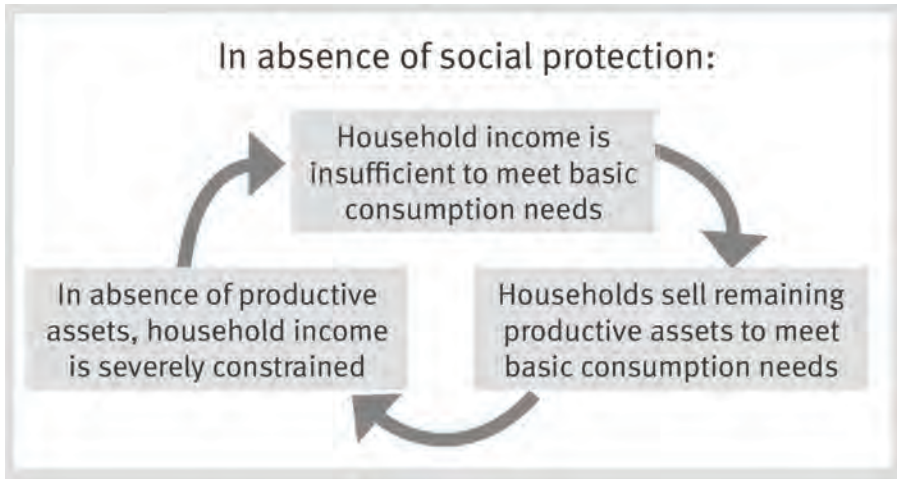 In absence of social protection:
Household income is
insufficient to meet basic
consumption needs
Households sell remaining
productive assets to meet
basic consumption needs
In absence of productive
assets, household income
is severely constrained